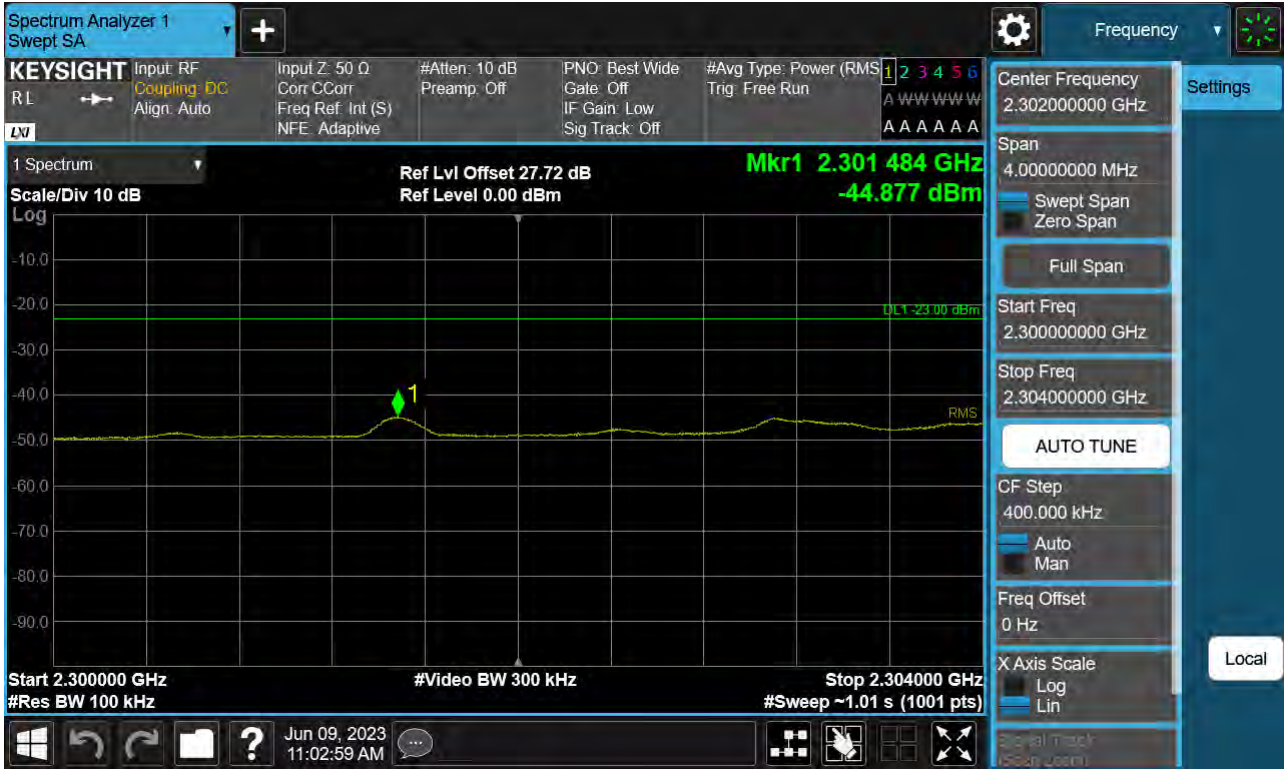 Spectrum Analyzer 1
Swept SA
Frequency
KEYSIGHT
RL
LXI
Input: RF
Coupling: DC
Align: Auto
Input Z: 50 Ω
Corr CCorr
Freq Ref: Int (S)
NFE: Adaptive
#Atten: 10 dB
Preamp: Off
PNO: Best Wide
Gate: Off
IF Gain: Low
Sig Track: Off
#Avg Type: Power (RMS
Trig: Free Run
1 2 3 4 5 6
A W W W W W
A A A A A A
1 Spectrum
Scale/Div 10 dB
Log
Ref Lvl Offset 27.72 dB
Ref Level 0.00 dBm
Mkr1 2.301 484 GHz
-44.877 dBm
-10.0
-20.0
DL1 -23.00 dBm
-30.0
-40.0
1
RMS
-50.0
-60.0
-70.0
-80.0
-90.0
Start 2.300000 GHz
#Res BW 100 kHz
#Video BW 300 kHz
Stop 2.304000 GHz
#Sweep ~1.01 s (1001 pts)
Center Frequency
2.302000000 GHz
Settings
Span
4.00000000 MHz
Swept Span
Zero Span
Full Span
Start Freq
2.300000000 GHz
Stop Freq
2.304000000 GHz
AUTO TUNE
CF Step
400.000 kHz
Auto
Man
Freq Offset
0 Hz
X Axis Scale
Log
Lin
Local
Jun 09, 2023
11:02:59 AM